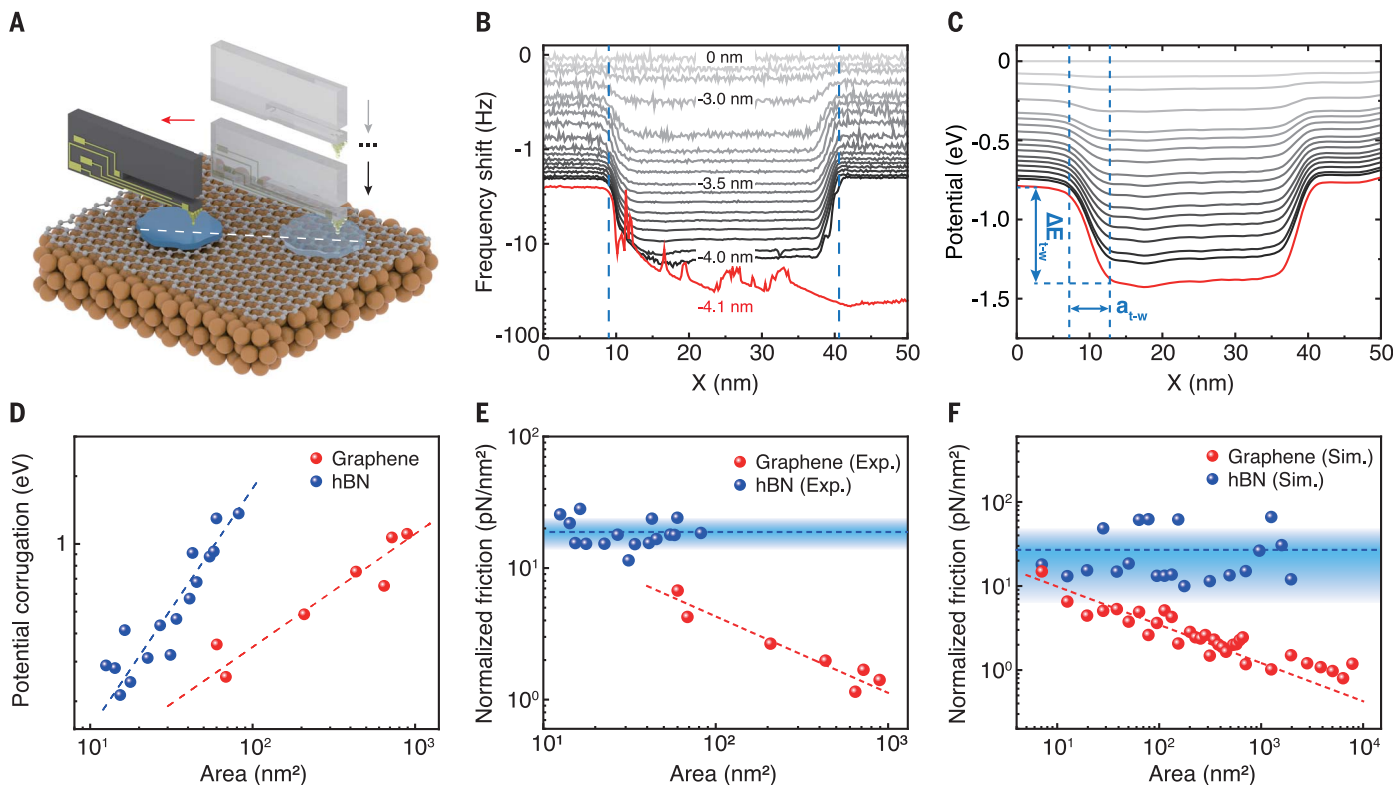 A
B
0
-1
-10
-100
Frequency shift (Hz)
0 nm
-3.0 nm
-3.5 nm
-4.0 nm
-4.1 nm
0 10 20 30 40 50
X (nm)
C
0
-0.5
-1.0
-1.5
Potential (eV)
ΔEt-w
at-w
0 10 20 30 40 50
X (nm)
D
Potential corrugation (eV)
1
Graphene
hBN
10¹ 10² 10³
Area (nm²)
E
Normalized friction (pN/nm²)
10²
10¹
10⁰
Graphene (Exp.)
hBN (Exp.)
10¹ 10² 10³
Area (nm²)
F
Normalized friction (pN/nm²)
10²
10¹
10⁰
Graphene (Sim.)
hBN (Sim.)
10¹ 10² 10³ 10⁴
Area (nm²)